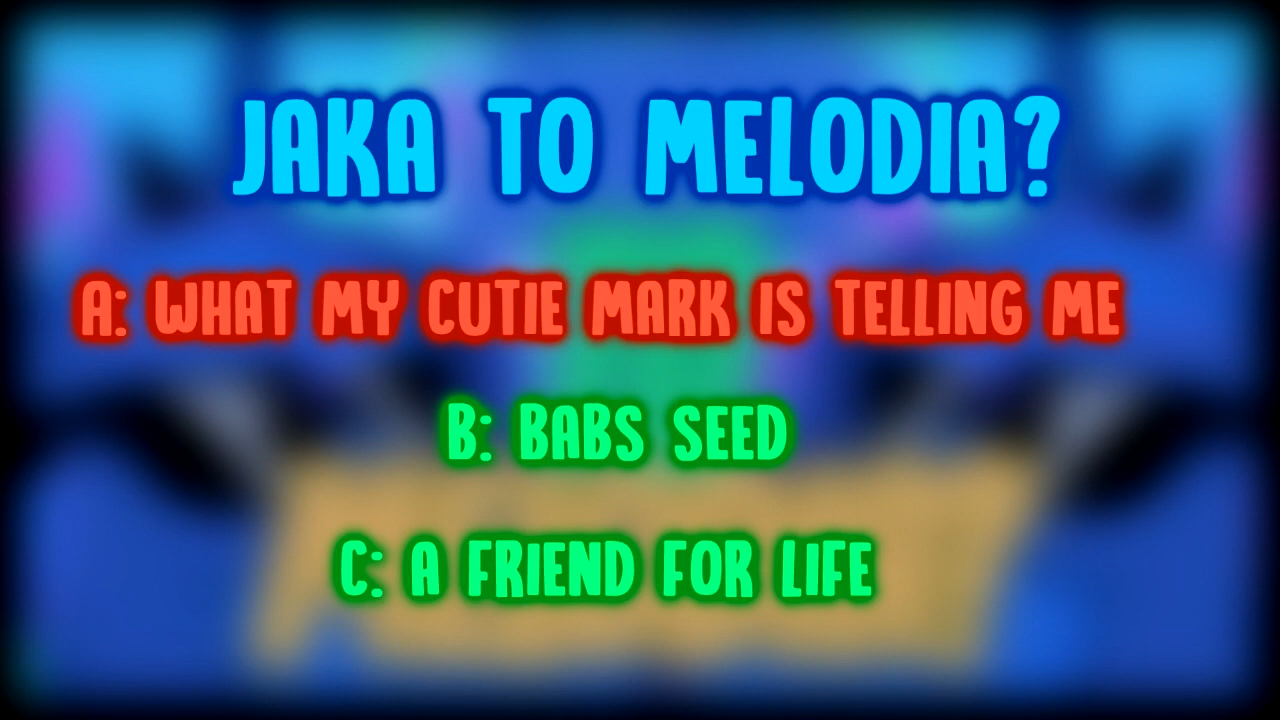 JAKA TO MELODIA?
A: WHAT MY CUTIE MARK IS TELLING ME
B: BABS SEED
C: A FRIEND FOR LIFE